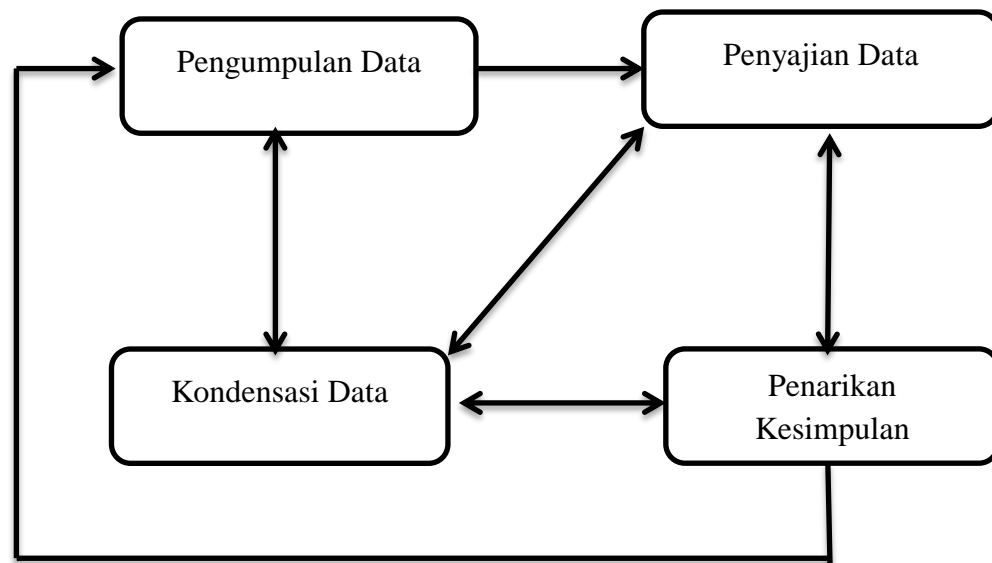 Pengumpulan Data
Penyajian Data
Kondensasi Data
Penarikan
Kesimpulan